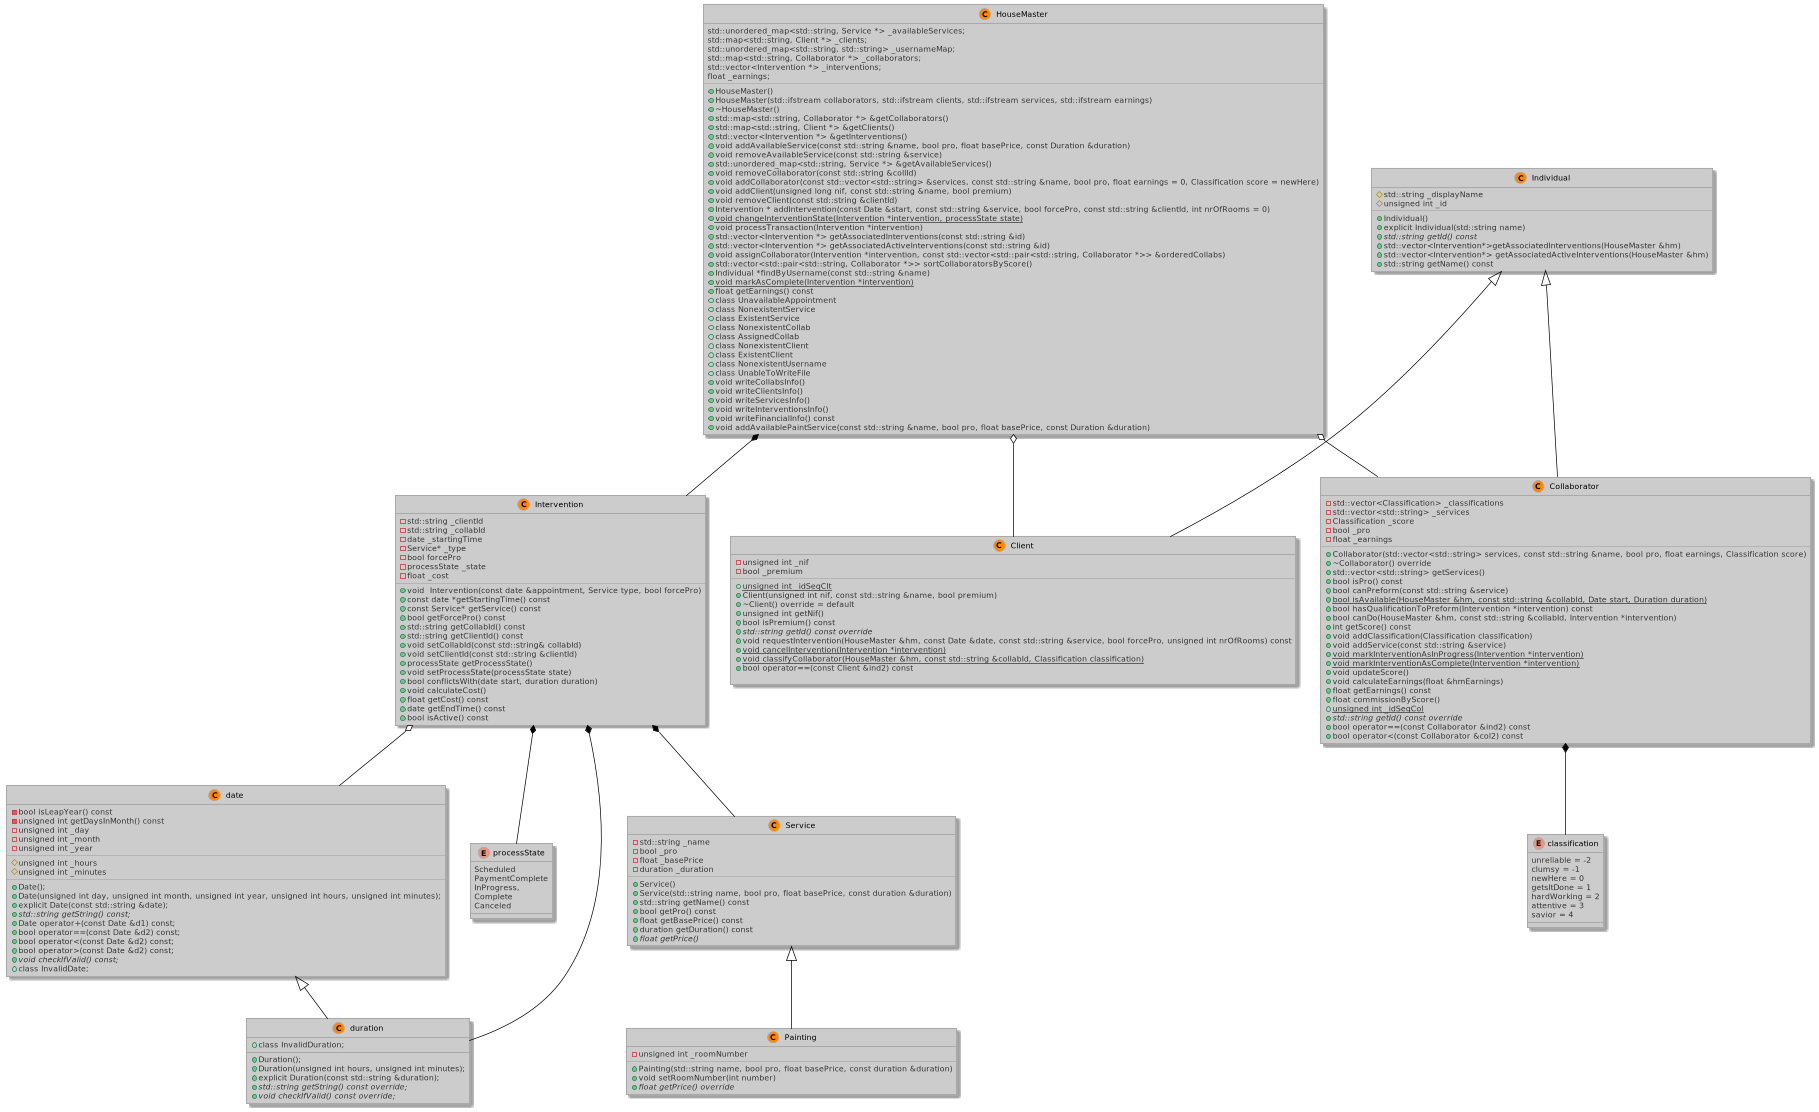 C HouseMaster
std::unordered_map<std::string, Service *> _availableServices;
std::map<std::string, Client *> _clients;
std::unordered_map<std::string, std::string> _usernameMap;
std::map<std::string, Collaborator *> _collaborators;
std::vector<Intervention *> _interventions;
float _earnings;
HouseMaster()
HouseMaster(std::ifstream collaborators, std::ifstream clients, std::ifstream services, std::ifstream earnings)
~HouseMaster()
std::map<std::string, Collaborator *> &getCollaborators()
std::map<std::string, Client *> &getClients()
std::vector<Intervention *> &getInterventions()
void addAvailableService(const std::string &name, bool pro, float basePrice, const Duration &duration)
void removeAvailableService(const std::string &service)
std::unordered_map<std::string, Service *> &getAvailableServices()
void removeCollaborator(const std::string &collId)
void addCollaborator(const std::vector<std::string> &services, const std::string &name, bool pro, float earnings = 0, Classification score = newHere)
void addClient(unsigned long nif, const std::string &name, bool premium)
void removeClient(const std::string &clientId)
Intervention * addIntervention(const Date &start, const std::string &service, bool forcePro, const std::string &clientId, int nrOfRooms = 0)
void changeInterventionState(Intervention *intervention, processState state)
void processTransaction(Intervention *intervention)
std::vector<Intervention *> getAssociatedInterventions(const std::string &id)
std::vector<Intervention *> getAssociatedActiveInterventions(const std::string &id)
void assignCollaborator(Intervention *intervention, const std::vector<std::pair<std::string, Collaborator *>> &orderedCollabs)
std::vector<std::pair<std::string, Collaborator *>> sortCollaboratorsByScore()
Individual *findByUsername(const std::string &name)
void markAsComplete(Intervention *intervention)
float getEarnings() const
class UnavailableAppointment
class NonexistentService
class ExistentService
class NonexistentCollab
class AssignedCollab
class NonexistentClient
class ExistentClient
class NonexistentUsername
class UnableToWriteFile
void writeCollabsInfo()
void writeClientsInfo()
void writeServicesInfo()
void writeInterventionsInfo()
void writeFinancialInfo() const
void addAvailablePaintService(const std::string &name, bool pro, float basePrice, const Duration &duration)
C Individual
std::string _displayName
unsigned int _id
Individual()
explicit Individual(std::string name)
std::string getId() const
std::vector<Intervention*>getAssociatedInterventions(HouseMaster &hm)
std::vector<Intervention*> getAssociatedActiveInterventions(HouseMaster &hm)
std::string getName() const
C Intervention
std::string _clientId
std::string _collabId
date _startingTime
Service* _type
bool forcePro
processState _state
float _cost
void  Intervention(const date &appointment, Service type, bool forcePro)
const date *getStartingTime() const
const Service* getService() const
bool getForcePro() const
std::string getCollabId() const
std::string getClientId() const
void setCollabId(const std::string& collabId)
void setClientId(const std::string &clientId)
processState getProcessState()
void setProcessState(processState state)
bool conflictsWith(date start, duration duration)
void calculateCost()
float getCost() const
date getEndTime() const
bool isActive() const
C Client
unsigned int _nif
bool _premium
unsigned int _idSeqClt
Client(unsigned int nif, const std::string &name, bool premium)
~Client() override = default
unsigned int getNif()
bool isPremium() const
std::string getId() const override
void requestIntervention(HouseMaster &hm, const Date &date, const std::string &service, bool forcePro, unsigned int nrOfRooms) const
void cancelIntervention(Intervention *intervention)
void classifyCollaborator(HouseMaster &hm, const std::string &collabId, Classification classification)
bool operator==(const Client &ind2) const
C Collaborator
std::vector<Classification> _classifications
std::vector<std::string> _services
Classification _score
bool _pro
float _earnings
Collaborator(std::vector<std::string> services, const std::string &name, bool pro, float earnings, Classification score)
~Collaborator() override
std::vector<std::string> getServices()
bool isPro() const
bool canPreform(const std::string &service)
bool isAvailable(HouseMaster &hm, const std::string &collabId, Date start, Duration duration)
bool hasQualificationToPreform(Intervention *intervention) const
bool canDo(HouseMaster &hm, const std::string &collabId, Intervention *intervention)
int getScore() const
void addClassification(Classification classification)
void addService(const std::string &service)
void markInterventionAsInProgress(Intervention *intervention)
void markInterventionAsComplete(Intervention *intervention)
void updateScore()
void calculateEarnings(float &hmEarnings)
float getEarnings() const
float commissionByScore()
unsigned int _idSeqCol
std::string getId() const override
bool operator==(const Collaborator &ind2) const
bool operator<(const Collaborator &col2) const
C date
bool isLeapYear() const
unsigned int getDaysInMonth() const
unsigned int _day
unsigned int _month
unsigned int _year
unsigned int _hours
unsigned int _minutes
Date();
Date(unsigned int day, unsigned int month, unsigned int year, unsigned int hours, unsigned int minutes);
explicit Date(const std::string &date);
std::string getString() const;
Date operator+(const Date &d1) const;
bool operator==(const Date &d2) const;
bool operator<(const Date &d2) const;
bool operator>(const Date &d2) const;
void checkIfValid() const;
class InvalidDate;
E processState
Scheduled
PaymentComplete
InProgress,
Complete
Canceled
C Service
std::string _name
bool _pro
float _basePrice
duration _duration
Service()
Service(std::string name, bool pro, float basePrice, const duration &duration)
std::string getName() const
bool getPro() const
float getBasePrice() const
duration getDuration() const
float getPrice()
E classification
unreliable = -2
clumsy = -1
newHere = 0
getsItDone = 1
hardWorking = 2
attentive = 3
savior = 4
C duration
class InvalidDuration;
Duration();
Duration(unsigned int hours, unsigned int minutes);
explicit Duration(const std::string &duration);
std::string getString() const override;
void checkIfValid() const override;
C Painting
unsigned int _roomNumber
Painting(std::string name, bool pro, float basePrice, const duration &duration)
void setRoomNumber(int number)
float getPrice() override